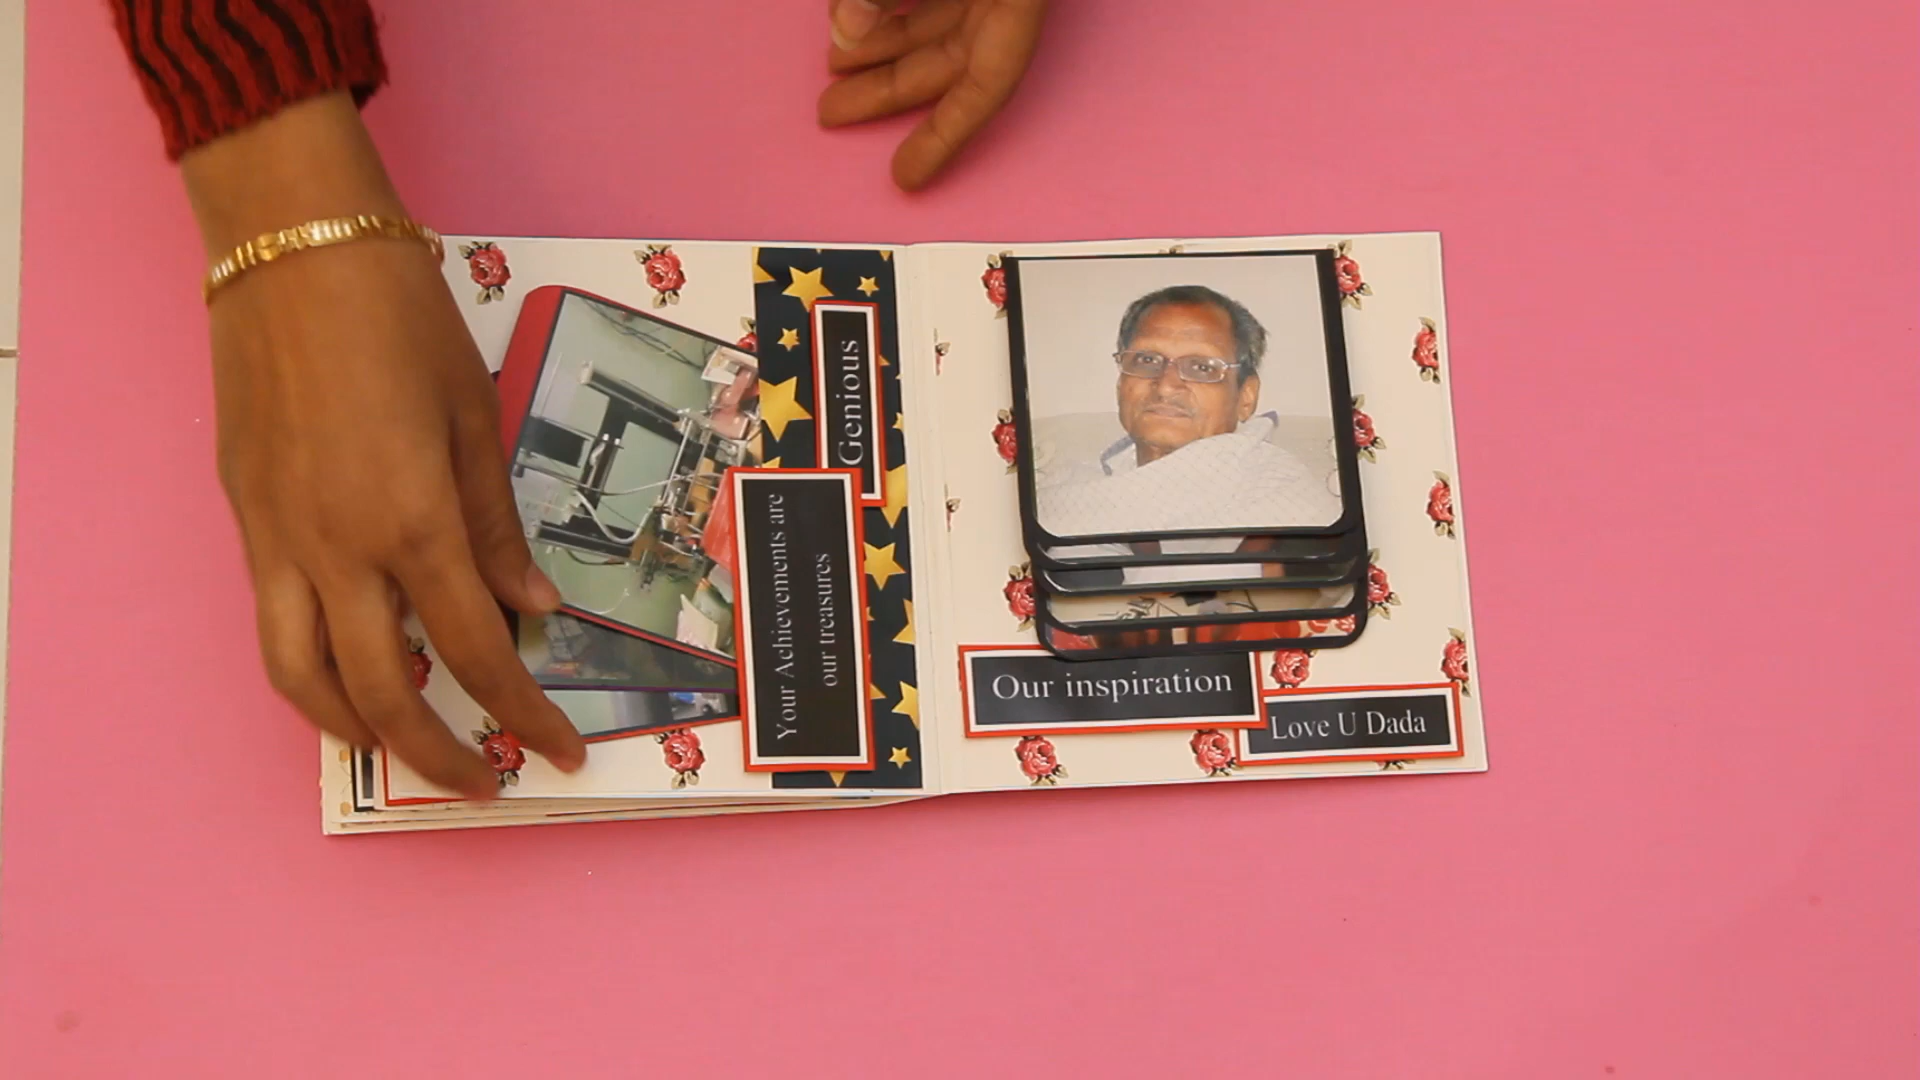 Genious
Your Achievements are
our treasures
Our inspiration
Love U Dada